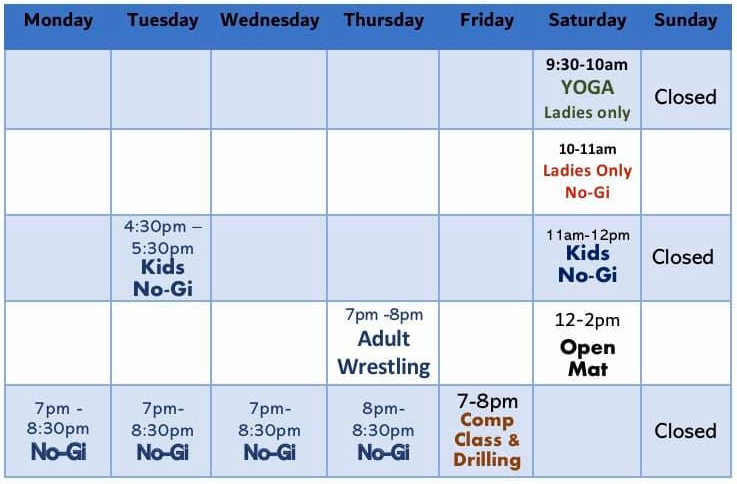 Monday Tuesday Wednesday Thursday Friday Saturday Sunday
9:30-10am
YOGA
Ladies only
Closed
10-11am
Ladies Only
No-Gi
4:30pm –
5:30pm
Kids
No-Gi
11am-12pm
Kids
No-Gi
Closed
7pm -8pm
Adult
Wrestling
12-2pm
Open
Mat
7pm -
8:30pm
No-Gi
7pm-
8:30pm
No-Gi
7pm-
8:30pm
No-Gi
8pm-
8:30pm
No-Gi
7-8pm
Comp
Class &
Drilling
Closed